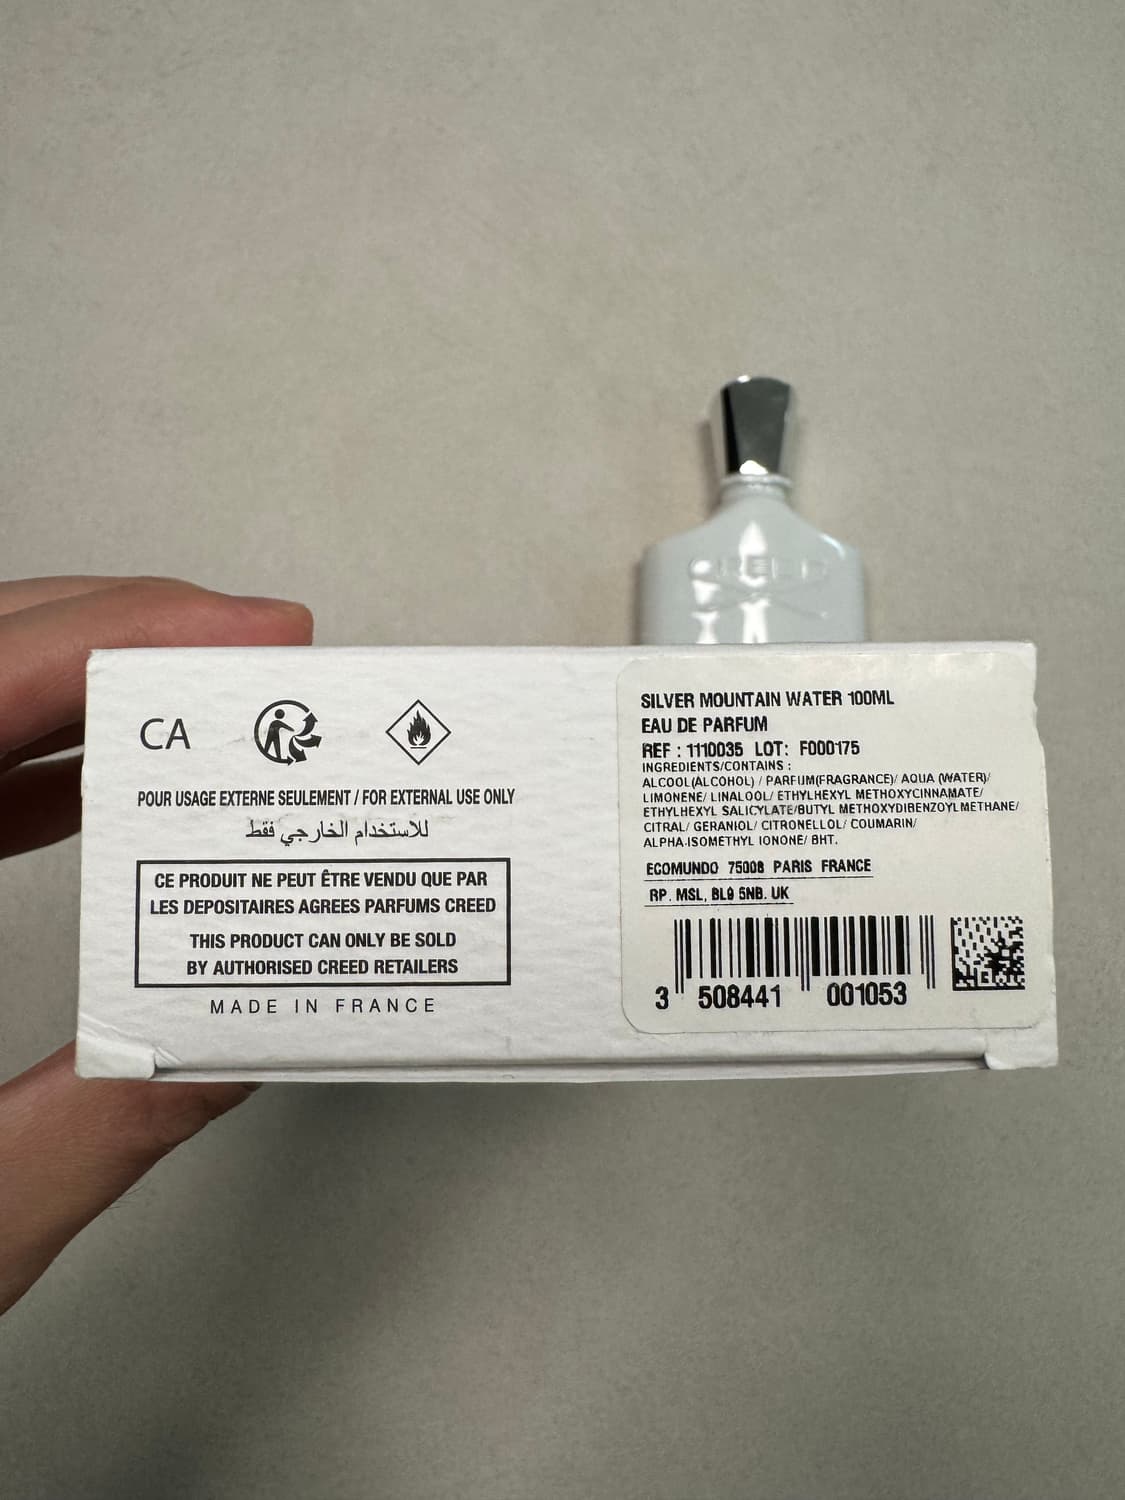 CREED
CA
POUR USAGE EXTERNE SEULEMENT / FOR EXTERNAL USE ONLY
للاستخدام الخارجي فقط
CE PRODUIT NE PEUT ÊTRE VENDU QUE PAR
LES DEPOSITAIRES AGREES PARFUMS CREED
THIS PRODUCT CAN ONLY BE SOLD
BY AUTHORISED CREED RETAILERS
MADE IN FRANCE
SILVER MOUNTAIN WATER 100ML
EAU DE PARFUM
REF : 1110035 LOT: F000175
INGREDIENTS/CONTAINS :
ALCOOL(ALCOHOL) / PARFUM(FRAGRANCE)/ AQUA (WATER)/
LIMONENE/ LINALOOL/ ETHYLHEXYL METHOXYCINNAMATE/
ETHYLHEXYL SALICYLATE/BUTYL METHOXYDIBENZOYLMETHANE/
CITRAL/ GERANIOL/ CITRONELLOL/ COUMARIN/
ALPHA-ISOMETHYL IONONE/ BHT.
ECOMUNDO 75008 PARIS FRANCE
RP. MSL, BL9 5NB. UK
3 508441 001053